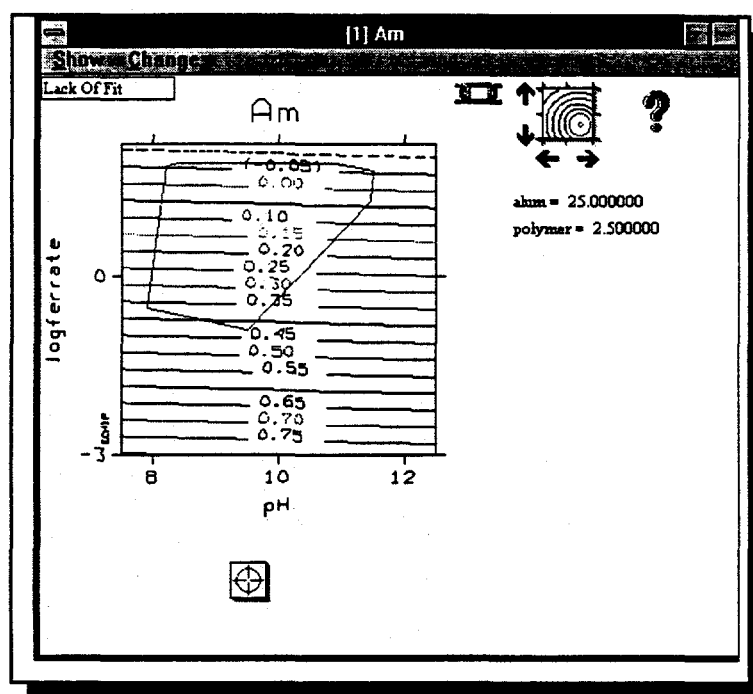 [1] Am
Show Change
Lack Of Fit
Am
alum = 25.000000
polymer = 2.500000
(-0.05)
0.00
0.10
0.15
0.20
0.25
0.30
0.35
0.45
0.50
0.55
0.65
0.70
0.75
logferrate
0
-3
8
10
12
pH